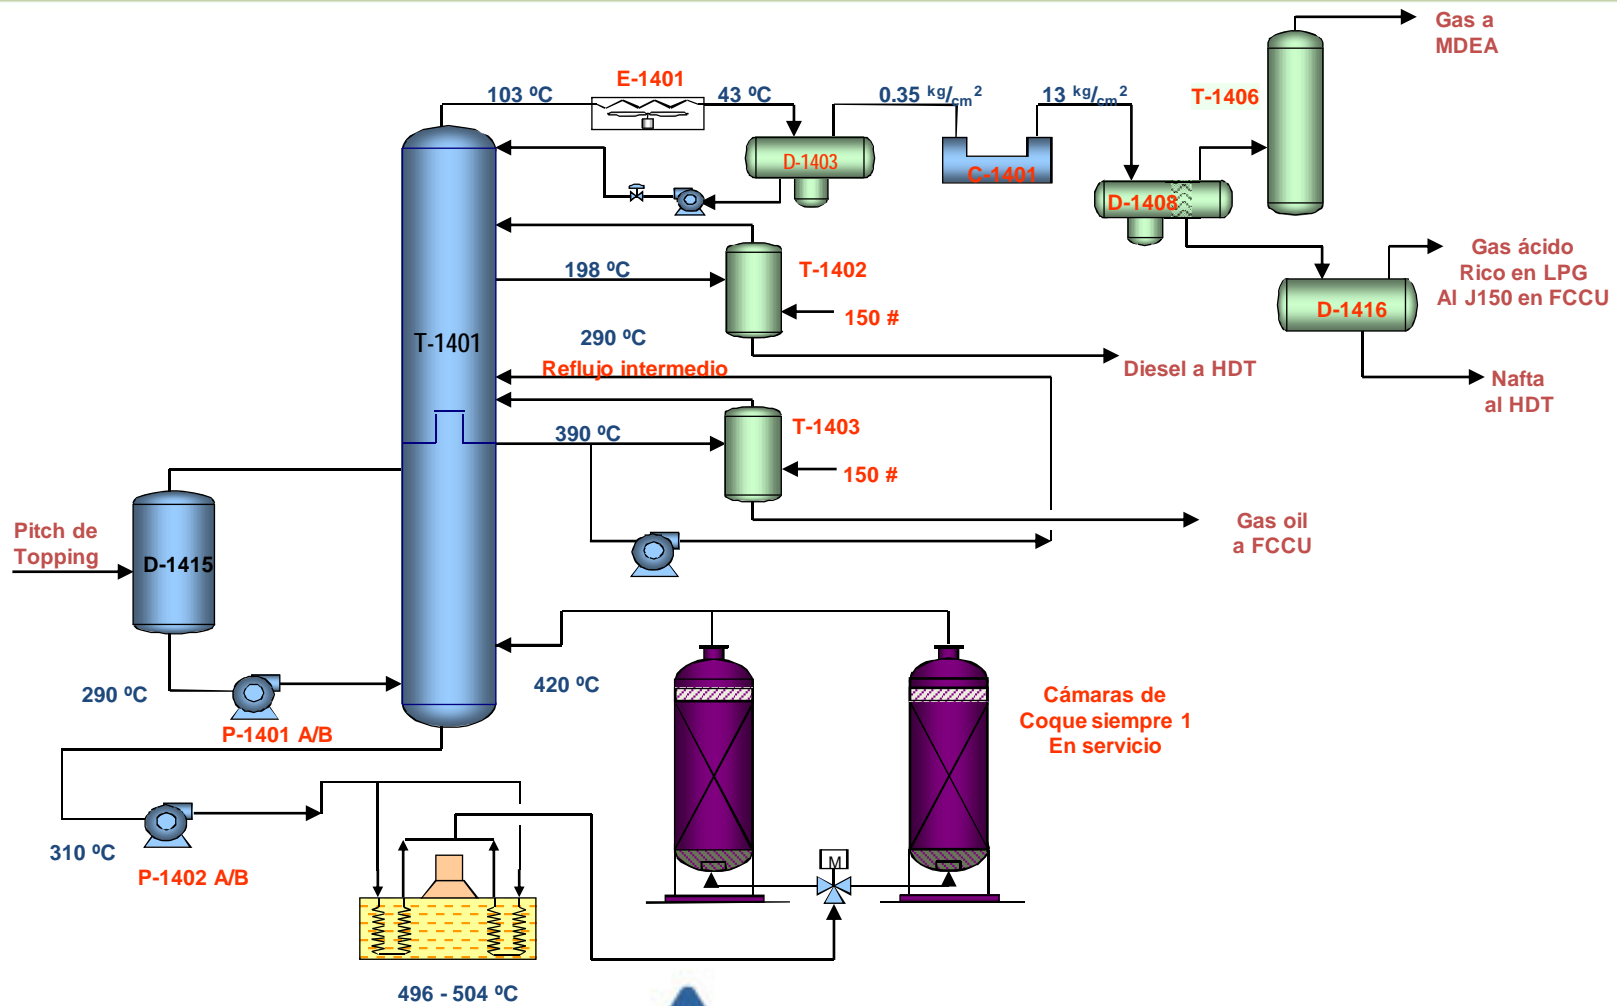 Gas a
MDEA
E-1401
103 ºC
43 ºC
0.35 kg/cm2
13 kg/cm2
T-1406
D-1403
C-1401
D-1408
Gas ácido
Rico en LPG
Al J150 en FCCU
198 ºC
T-1402
150 #
D-1416
T-1401
290 ºC
Reflujo intermedio
Diesel a HDT
Nafta
al HDT
390 ºC
T-1403
150 #
Pitch de
Topping
D-1415
Gas oil
a FCCU
290 ºC
420 ºC
P-1401 A/B
Cámaras de
Coque siempre 1
En servicio
310 ºC
P-1402 A/B
M
496 - 504 ºC